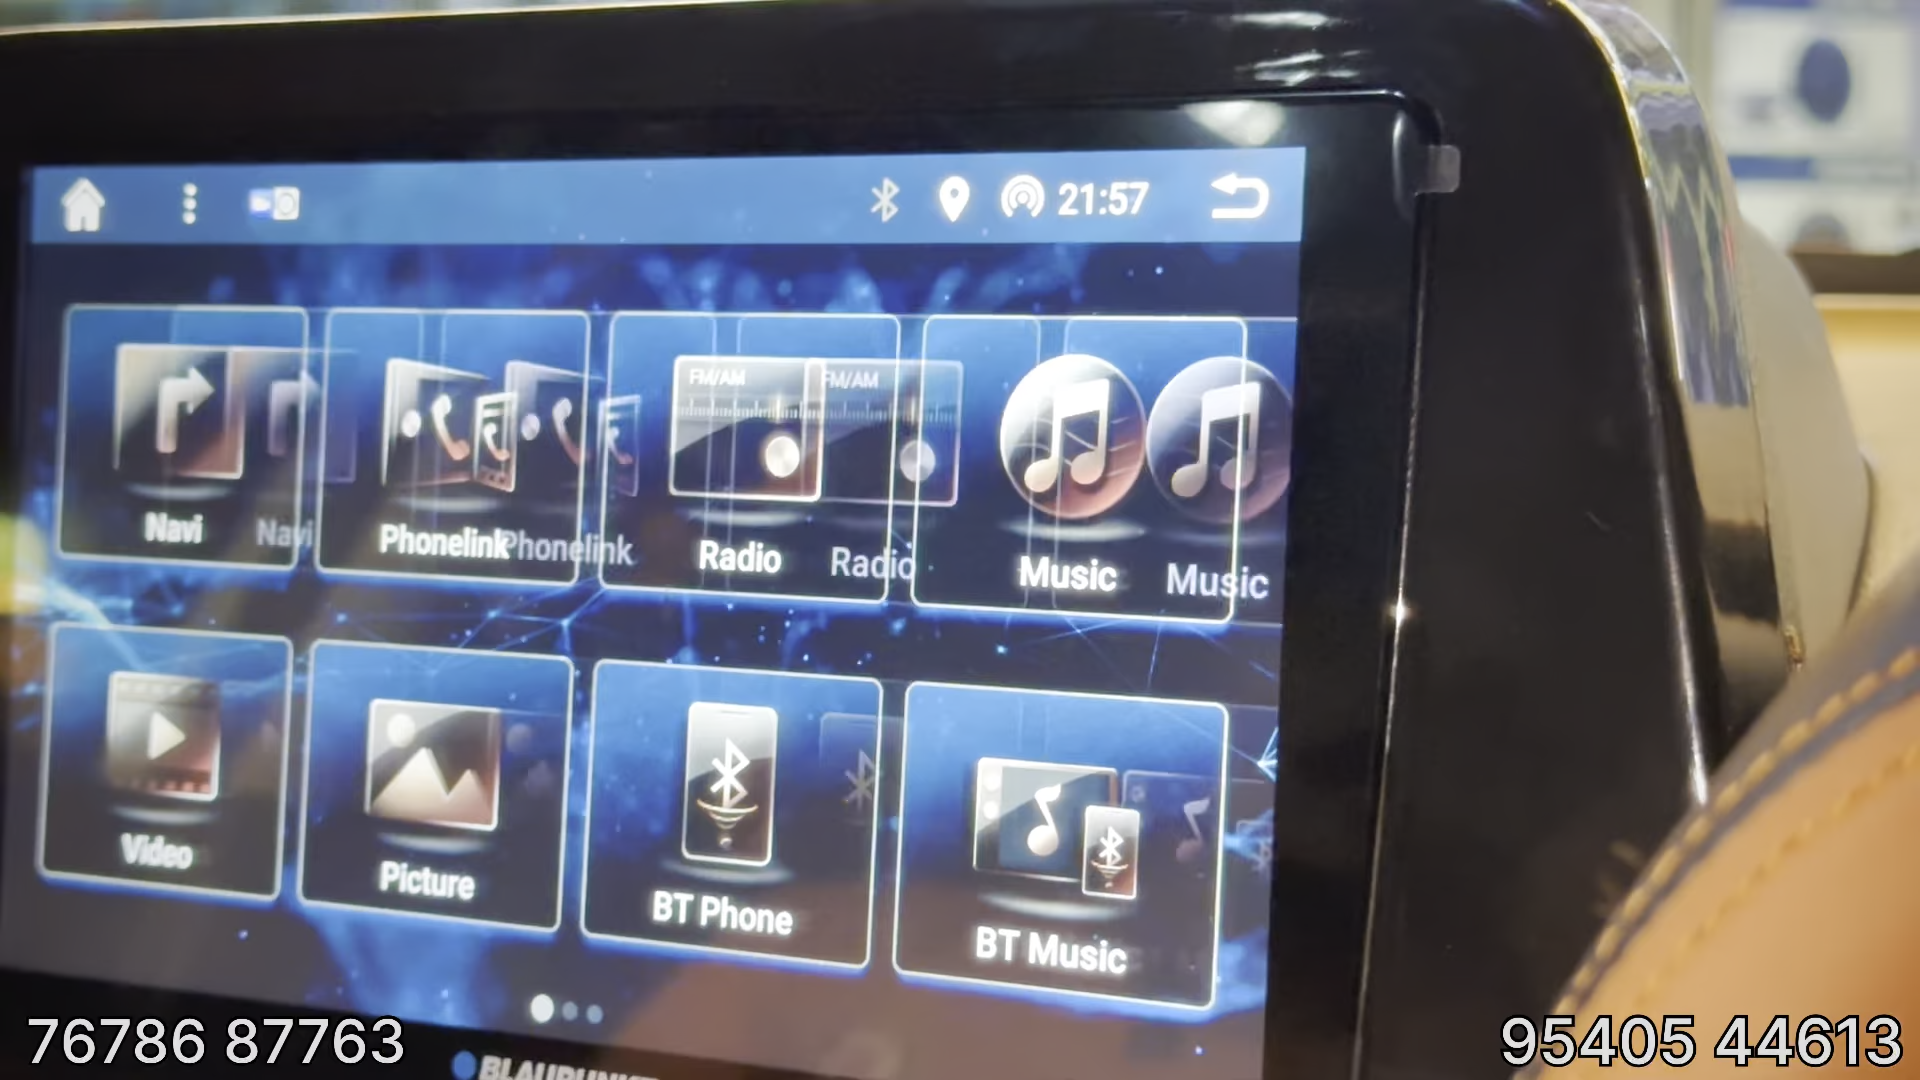 21:57
FM/AM FM/AM
Navi Navi Phonelink Phonelink Radio Radio Music Music
Video Picture BT Phone BT Music
76786 87763
95405 44613